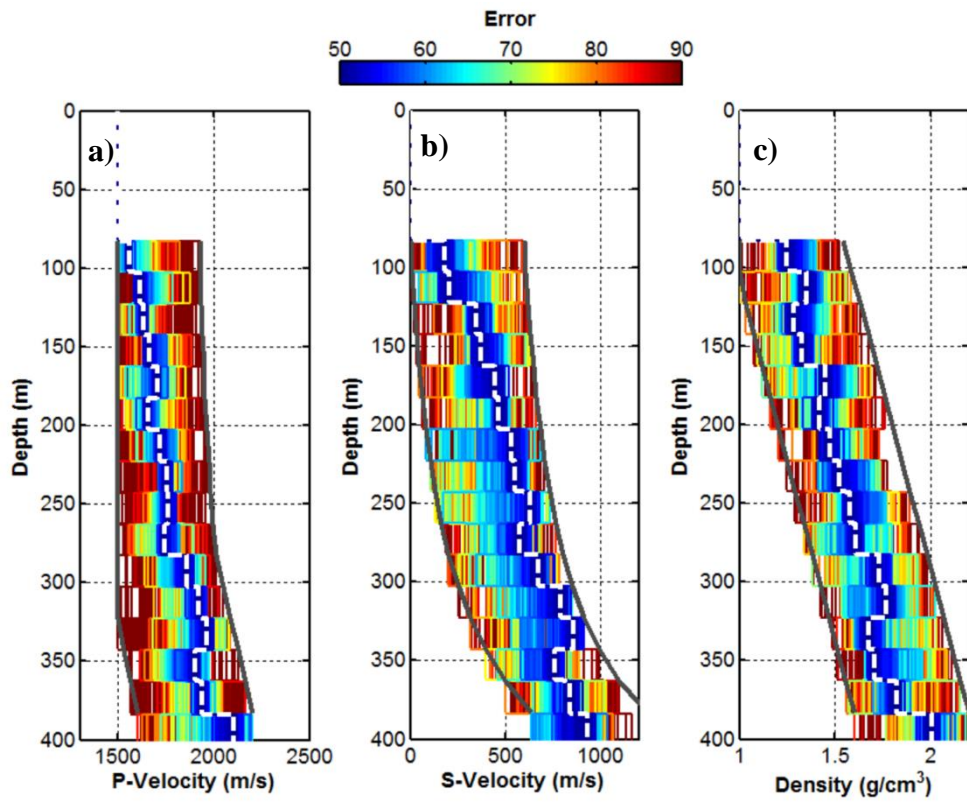 Error
50 60 70 80 90
a)
0
50
100
150
200
250
300
350
400
Depth (m)
1500 2000 2500
P-Velocity (m/s)
b)
0
50
100
150
200
250
300
350
400
Depth (m)
0 500 1000
S-Velocity (m/s)
c)
0
50
100
150
200
250
300
350
400
Depth (m)
1 1.5 2
Density (g/cm³)